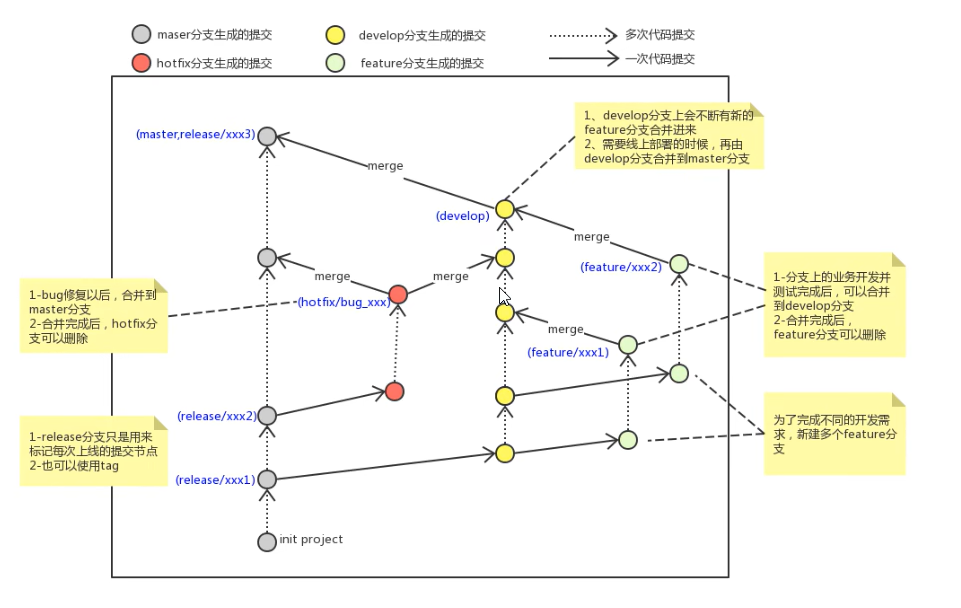 maser分支生成的提交
develop分支生成的提交
多次代码提交
hotfix分支生成的提交
feature分支生成的提交
一次代码提交
1、develop分支上会不断有新的
feature分支合并进来
2、需要线上部署的时候，再由
develop分支合并到master分支
(master,release/xxx3)
merge
(develop)
merge
(feature/xxx2)
1-分支上的业务开发并
测试完成后，可以合并
到develop分支
2-合并完成后，
feature分支可以删除
merge
merge
1-bug修复以后，合并到
master分支
2-合并完成后，hotfix分
支可以删除
(hotfix/bug_xxx)
merge
(feature/xxx1)
(release/xxx2)
为了完成不同的开发需
求，新建多个feature分
支
1-release分支只是用来
标记每次上线的提交节点
2-也可以使用tag
(release/xxx1)
init project